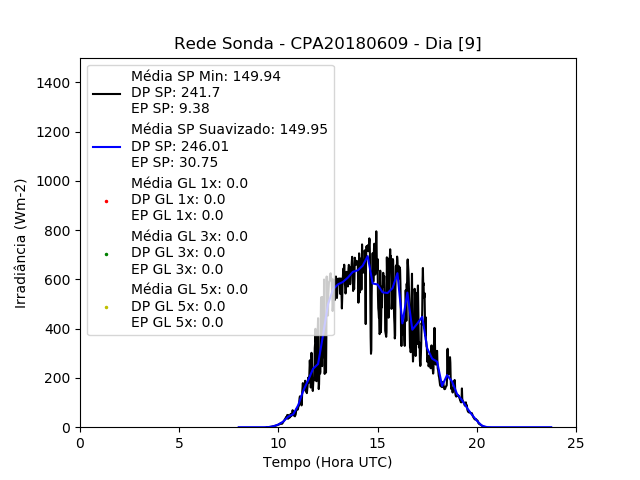 Rede Sonda - CPA20180609 - Dia [9]
Média SP Min: 149.94
DP SP: 241.7
EP SP: 9.38
Média SP Suavizado: 149.95
DP SP: 246.01
EP SP: 30.75
Média GL 1x: 0.0
DP GL 1x: 0.0
EP GL 1x: 0.0
Média GL 3x: 0.0
DP GL 3x: 0.0
EP GL 3x: 0.0
Média GL 5x: 0.0
DP GL 5x: 0.0
EP GL 5x: 0.0
Irradiância (Wm-2)
1400
1200
1000
800
600
400
200
0
0 5 10 15 20 25
Tempo (Hora UTC)